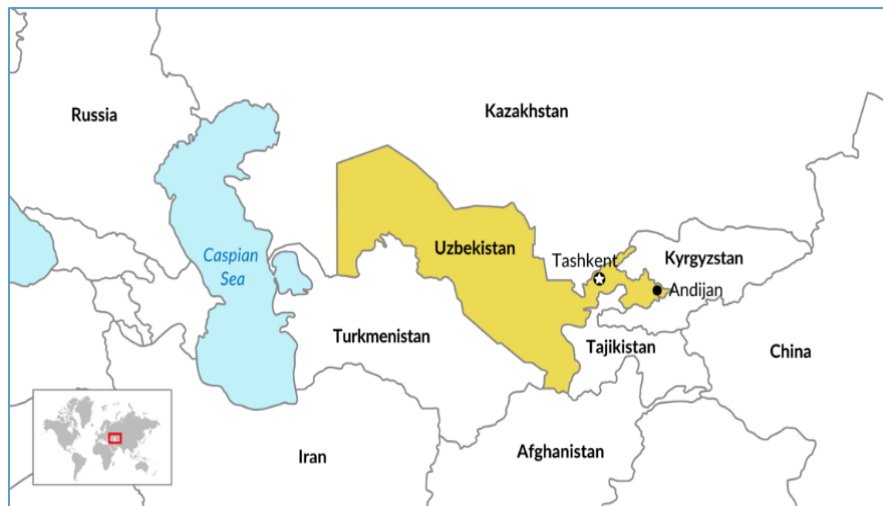 Russia
Kazakhstan
Caspian
Sea
Uzbekistan
Tashkent
Kyrgyzstan
Andijan
Turkmenistan
Tajikistan
China
Iran
Afghanistan